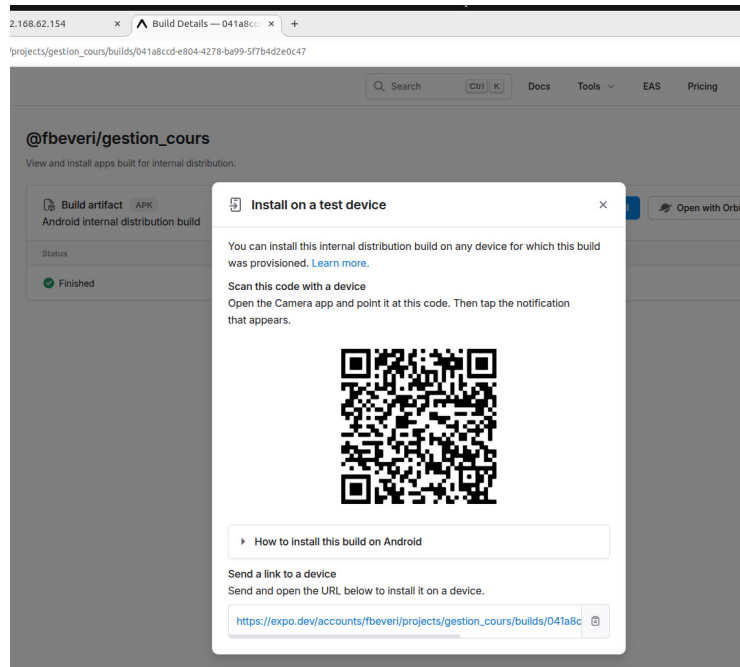 2.168.62.154
Build Details — 041a8cc
/projects/gestion_cours/builds/041a8ccd-e804-4278-ba99-5f7b4d2e0c47
Search Ctrl K Docs Tools EAS Pricing
@fbeveri/gestion_cours
View and install apps built for internal distribution.
Build artifact APK
Android internal distribution build
Open with Orbi
Status
Finished
Install on a test device
You can install this internal distribution build on any device for which this build
was provisioned. Learn more.
Scan this code with a device
Open the Camera app and point it at this code. Then tap the notification
that appears.
How to install this build on Android
Send a link to a device
Send and open the URL below to install it on a device.
https://expo.dev/accounts/fbeveri/projects/gestion_cours/builds/041a8c